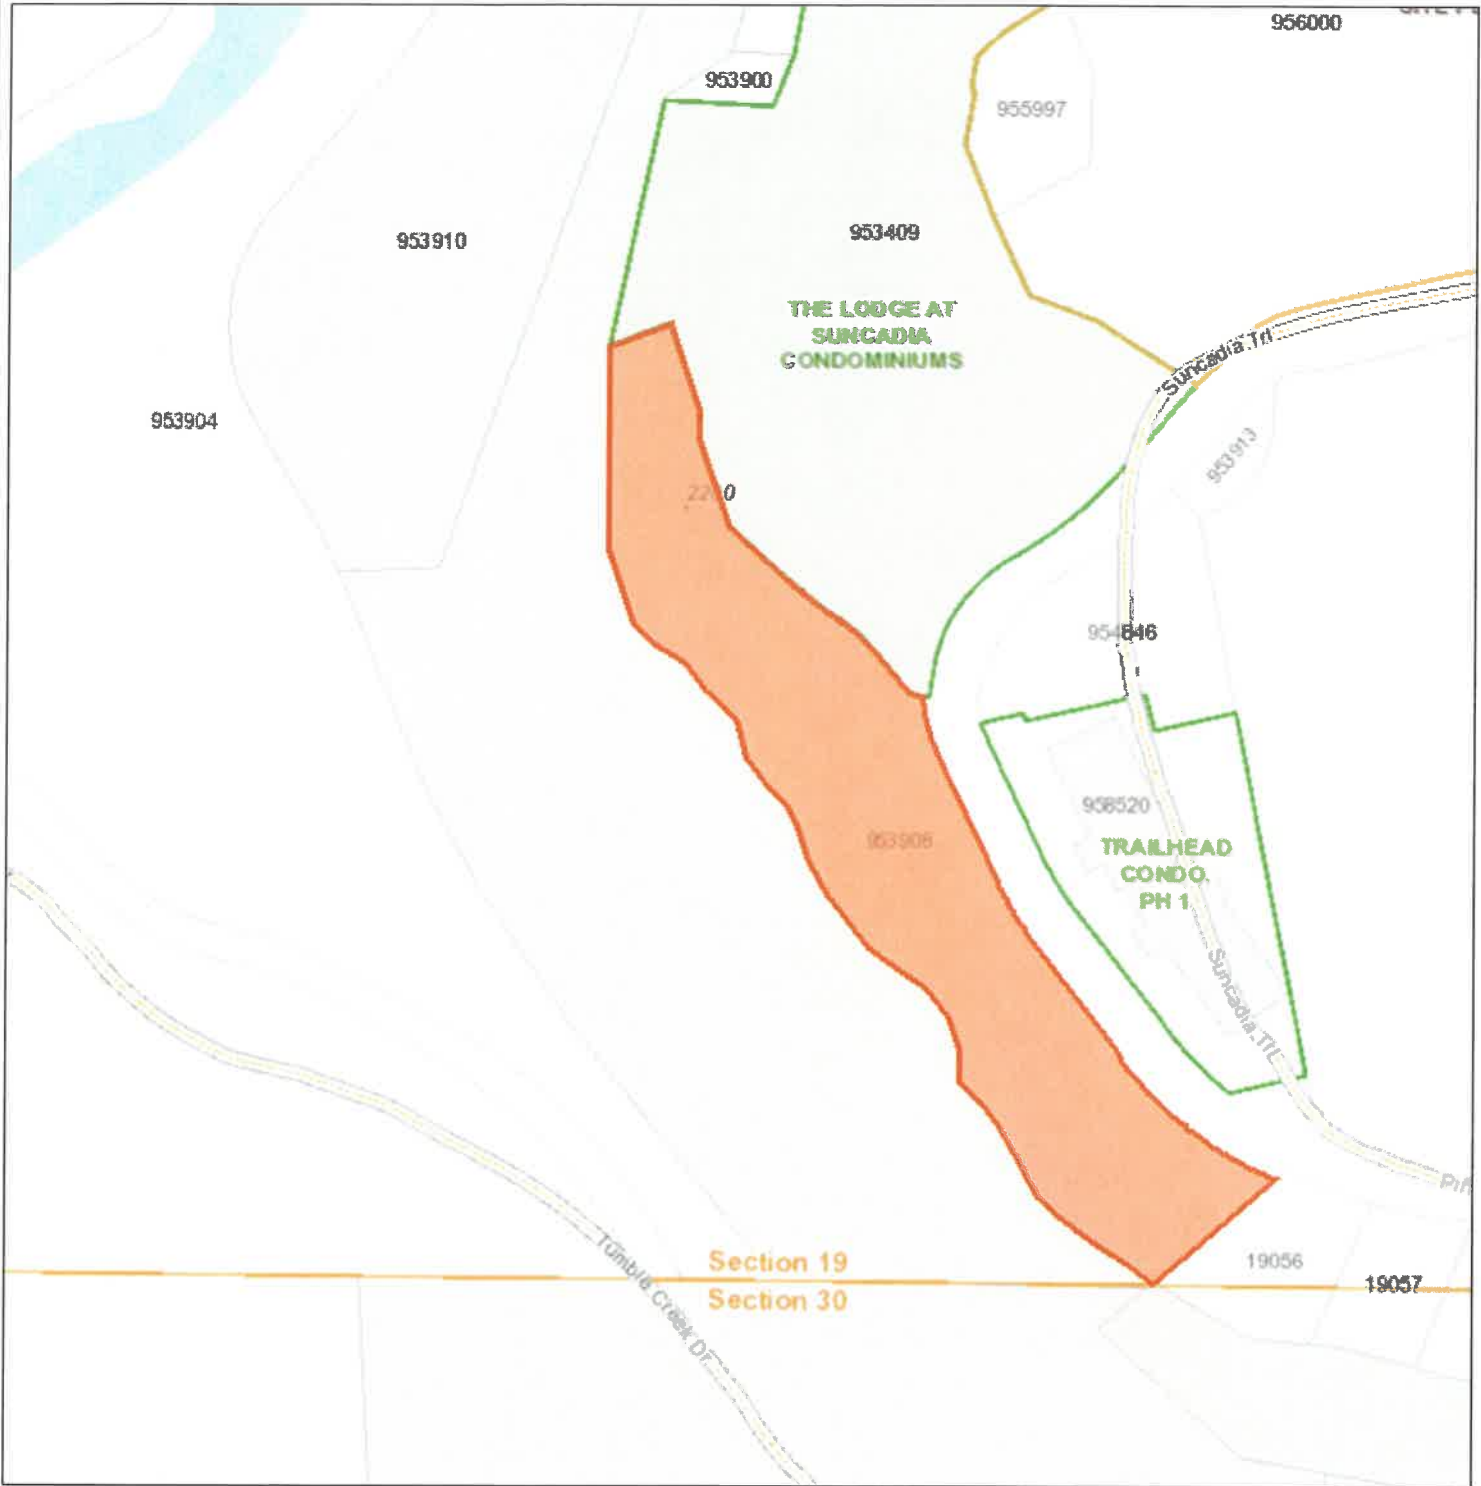 956000
953900
955997
953910
953409
THE LODGE AT
SUNCADIA
CONDOMINIUMS
Suncadia Trl
953904
953913
958520
TRAILHEAD
CONDO.
PH 1
Suncadia Trl
Section 19
Section 30
Tumble Creek Dr.
19056
19057